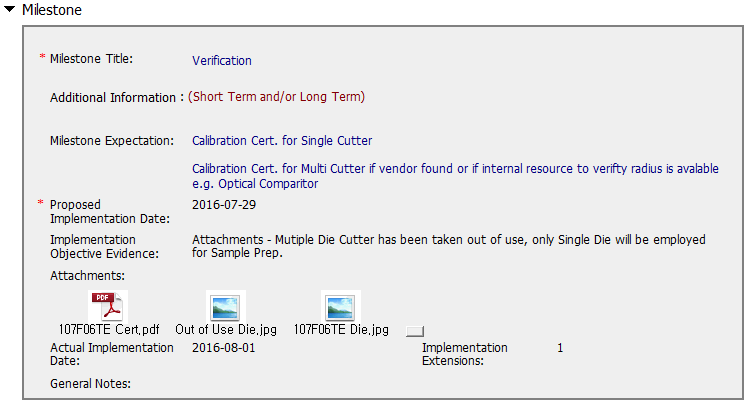 Milestone
* Milestone Title: Verification
Additional Information : (Short Term and/or Long Term)
Milestone Expectation: Calibration Cert. for Single Cutter
Calibration Cert. for Multi Cutter if vendor found or if internal resource to verifty radius is avalable
e.g. Optical Comparitor
* Proposed 2016-07-29
Implementation Date:
Implementation Attachments - Mutiple Die Cutter has been taken out of use, only Single Die will be employed
Objective Evidence: for Sample Prep.
Attachments:
PDF
107F06TE Cert.pdf Out of Use Die.jpg 107F06TE Die.jpg
Actual Implementation 2016-08-01 Implementation 1
Date: Extensions:
General Notes: